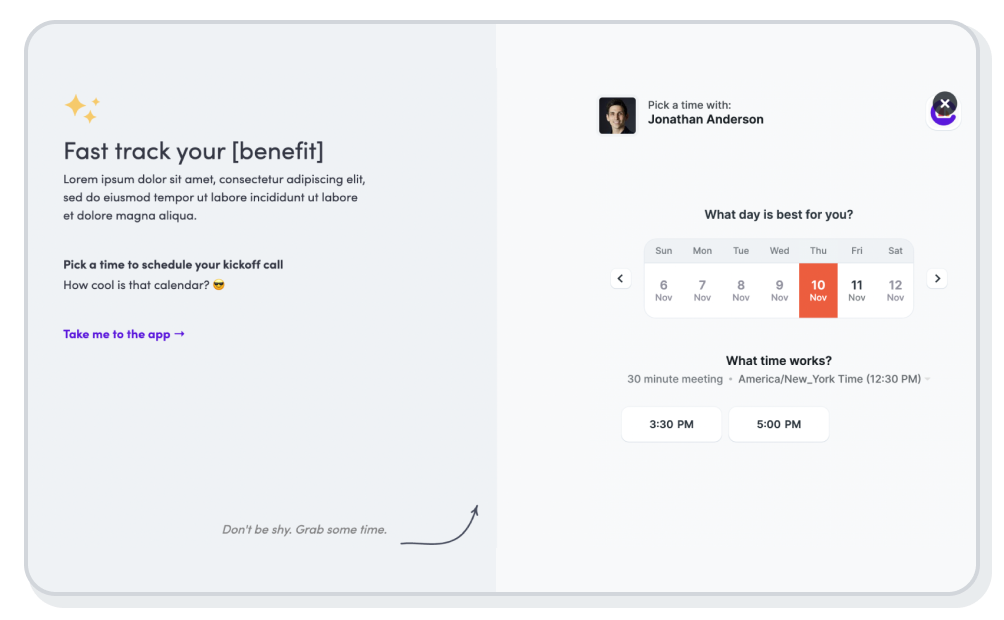 Fast track your [benefit]
Lorem ipsum dolor sit amet, consectetur adipiscing elit,
sed do eiusmod tempor ut labore incididunt ut labore
et dolore magna aliqua.
Pick a time to schedule your kickoff call
How cool is that calendar? 😎
Take me to the app →
Don't be shy. Grab some time.
Pick a time with:
Jonathan Anderson
What day is best for you?
Sun Mon Tue Wed Thu Fri Sat
6 7 8 9 10 11 12
Nov Nov Nov Nov Nov Nov Nov
What time works?
30 minute meeting • America/New_York Time (12:30 PM)
3:30 PM 5:00 PM